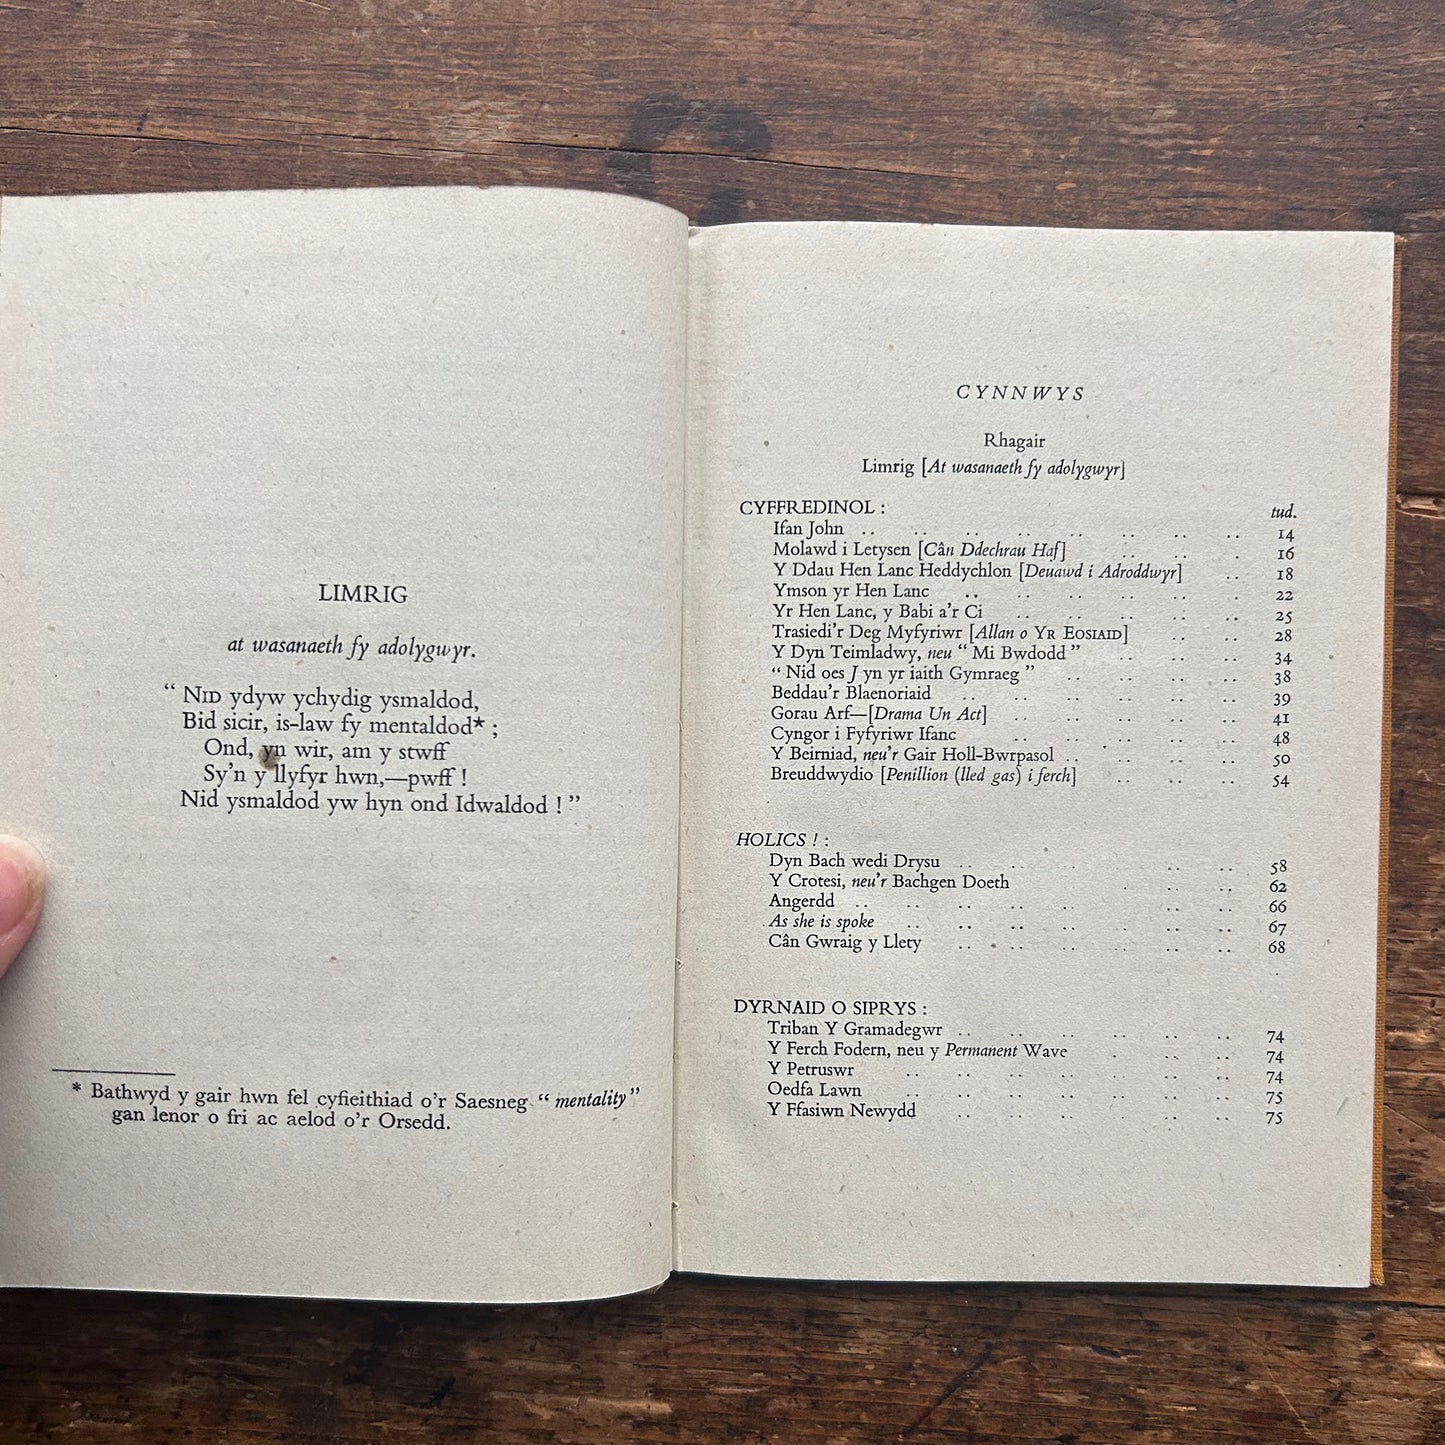 LIMRIG
at wasanaeth fy adolygwyr.
“ NID ydyw ychydig ysmaldod,
Bid sicir, is-law fy mentaldod* ;
Ond, yn wir, am y stwff
Sy'n y llyfyr hwn,—pwff !
Nid ysmaldod yw hyn ond Idwaldod ! ”
* Bathwyd y gair hwn fel cyfieithiad o'r Saesneg “ mentality ”
gan lenor o fri ac aelod o'r Orsedd.
CYNNWYS
Rhagair
Limrig [At wasanaeth fy adolygwyr]
CYFFREDINOL : tud.
Ifan John .. .. .. .. .. .. .. .. 14
Molawd i Letysen [Cân Ddechrau Haf] .. .. . 16
Y Ddau Hen Lanc Heddychlon [Deuawd i Adroddwyr] .. 18
Ymson yr Hen Lanc .. .. .. .. .. . 22
Yr Hen Lanc, y Babi a'r Ci .. .. .. .. .. 25
Trasiedi'r Deg Myfyriwr [Allan o YR EOSIAID] .. .. 28
Y Dyn Teimladwy, neu “ Mi Bwdodd ” .. .. .. 34
“ Nid oes J yn yr iaith Gymraeg ” .. .. .. .. 38
Beddau'r Blaenoriaid .. .. .. .. .. .. 39
Gorau Arf—[Drama Un Act] .. .. .. .. .. 41
Cyngor i Fyfyriwr Ifanc .. .. .. .. .. .. 48
Y Beirniad, neu'r Gair Holl-Bwrpasol .. .. .. .. 50
Breuddwydio [Penillion (lled gas) i ferch] .. .. .. 54
HOLICS ! :
Dyn Bach wedi Drysu .. .. .. .. .. 58
Y Crotesi, neu'r Bachgen Doeth . .. .. 62
Angerdd .. .. .. .. .. .. .. .. 66
As she is spoke .. .. .. .. . .. .. 67
Cân Gwraig y Llety .. .. .. .. .. .. 68
DYRNAID O SIPRYS :
Triban Y Gramadegwr .. .. .. .. .. .. 74
Y Ferch Fodern, neu y Permanent Wave . .. .. 74
Y Petruswr .. .. .. .. .. .. .. 74
Oedfa Lawn .. .. .. .. .. .. .. 75
Y Ffasiwn Newydd .. .. .. .. .. 75